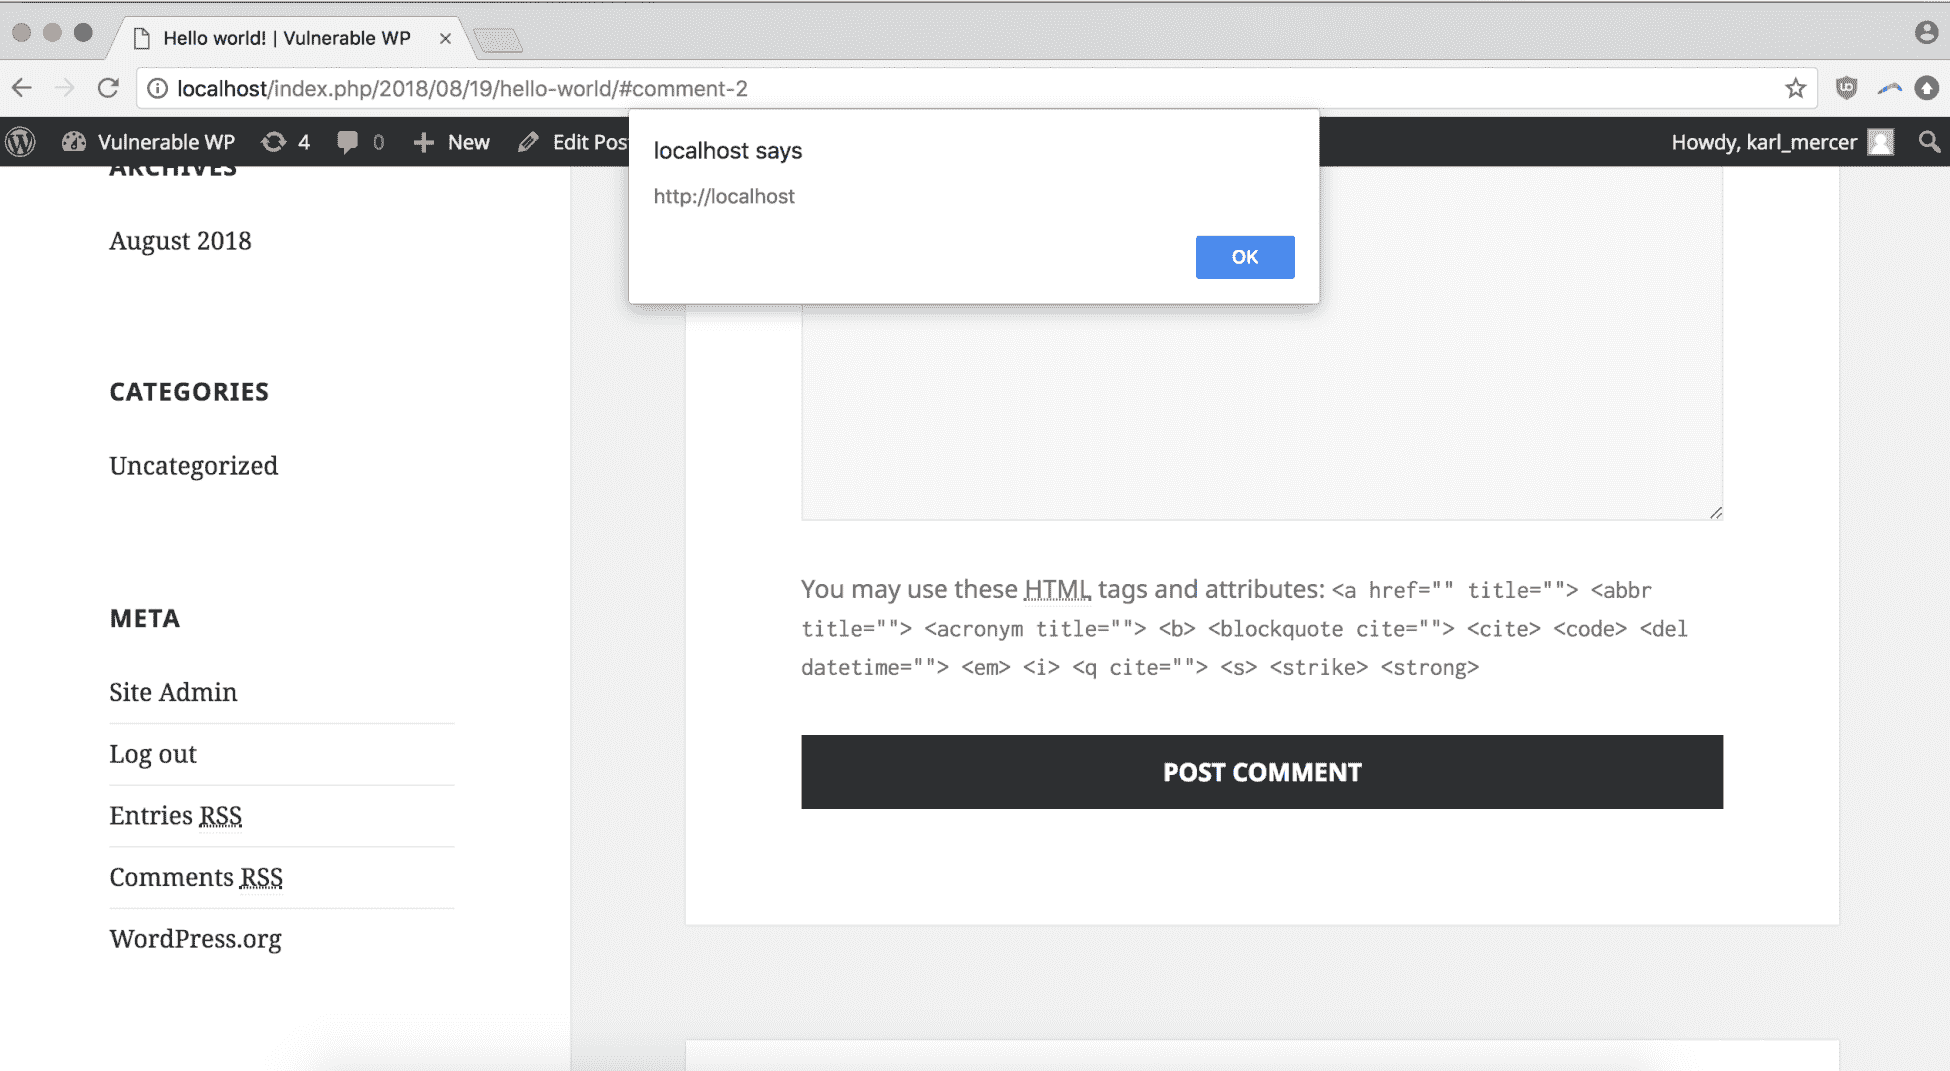 Hello world! | Vulnerable WP
localhost/index.php/2018/08/19/hello-world/#comment-2
Vulnerable WP 4 0 New Edit Pos
Howdy, karl_mercer
localhost says
http://localhost
OK
ARCHIVES
August 2018
CATEGORIES
Uncategorized
META
Site Admin
Log out
Entries RSS
Comments RSS
WordPress.org
You may use these HTML tags and attributes: <a href="" title=""> <abbr
title=""> <acronym title=""> <b> <blockquote cite=""> <cite> <code> <del
datetime=""> <em> <i> <q cite=""> <s> <strike> <strong>
POST COMMENT